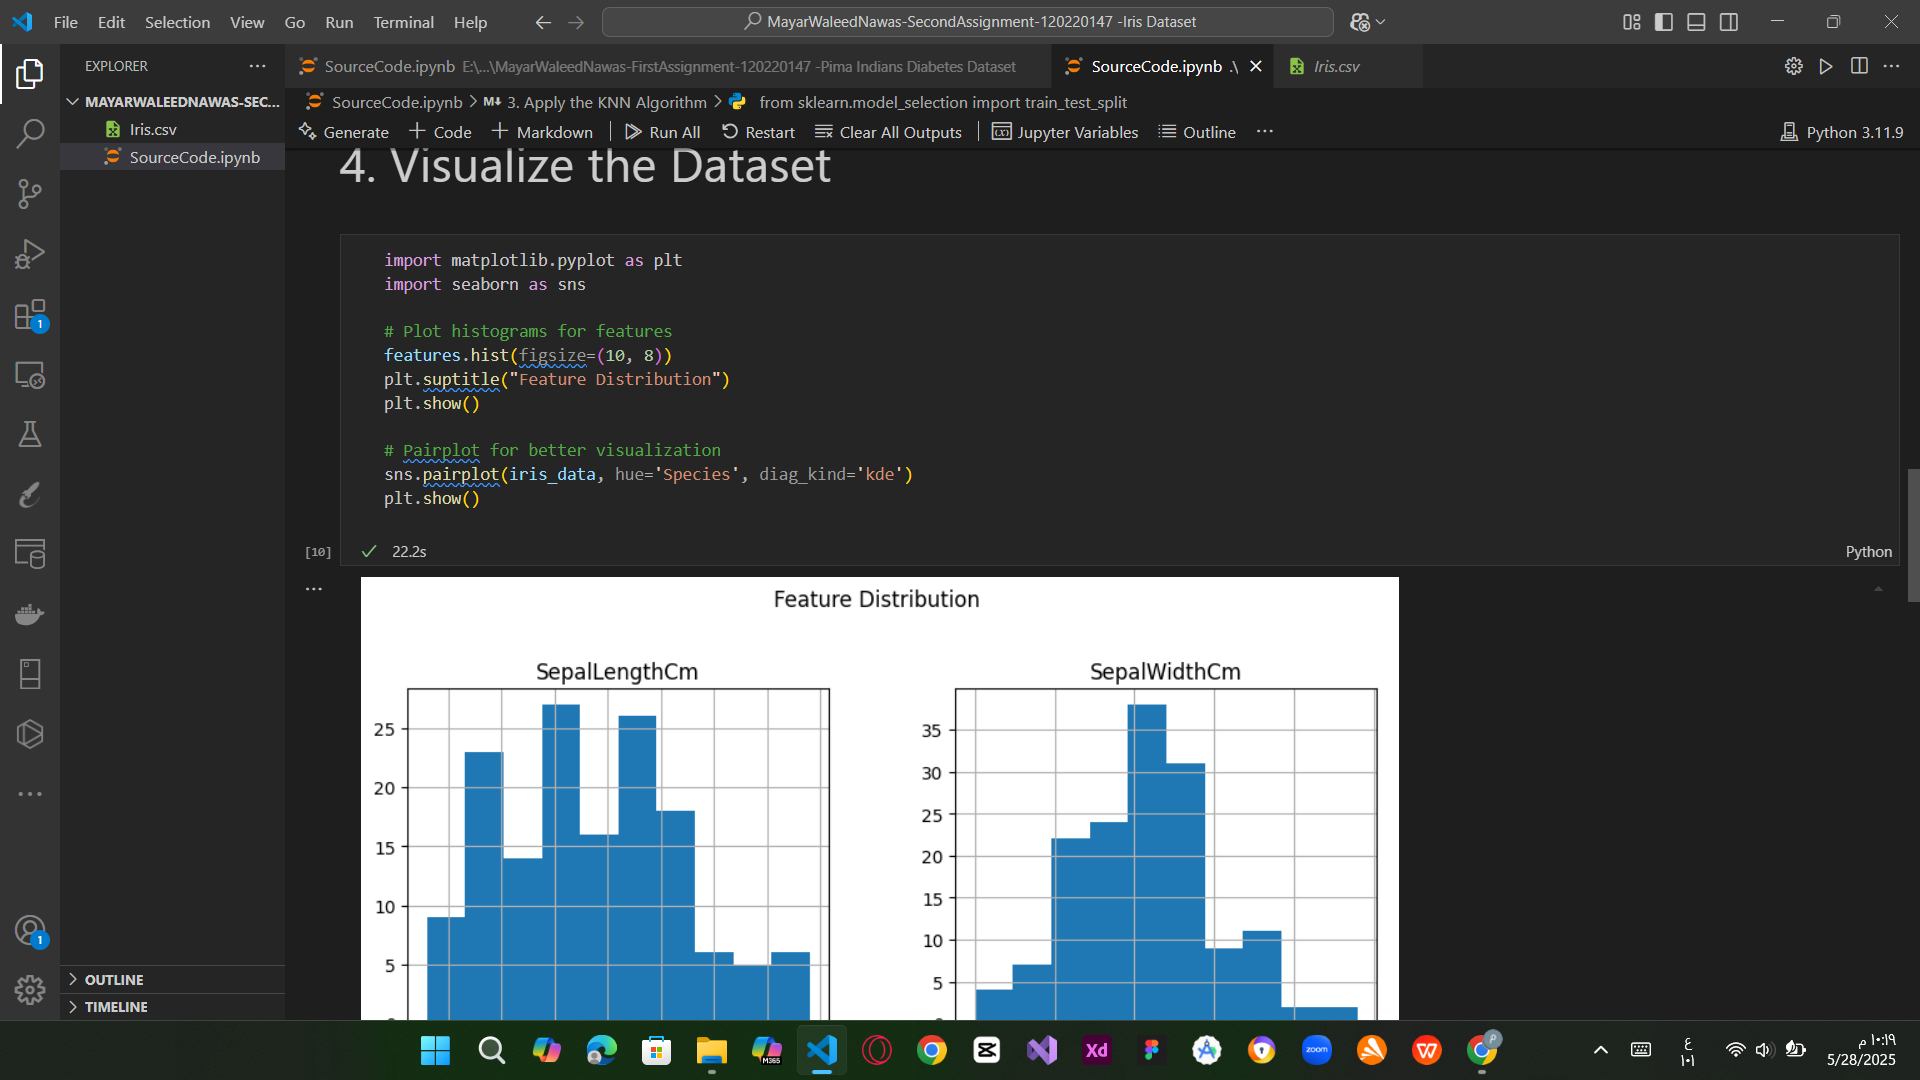 File Edit Selection View Go Run Terminal Help
MayarWaleedNawas-SecondAssignment-120220147 -Iris Dataset
EXPLORER
SourceCode.ipynb E:\...\MayarWaleedNawas-FirstAssignment-120220147 -Pima Indians Diabetes Dataset
SourceCode.ipynb .\
Iris.csv
MAYARWALEEDNAWAS-SEC...
Iris.csv
SourceCode.ipynb
SourceCode.ipynb > M↓ 3. Apply the KNN Algorithm > from sklearn.model_selection import train_test_split
Generate + Code + Markdown Run All Restart Clear All Outputs Jupyter Variables Outline ...
Python 3.11.9
4. Visualize the Dataset
import matplotlib.pyplot as plt
import seaborn as sns
# Plot histograms for features
features.hist(figsize=(10, 8))
plt.suptitle("Feature Distribution")
plt.show()
# Pairplot for better visualization
sns.pairplot(iris_data, hue='Species', diag_kind='kde')
plt.show()
[10] 22.2s
Python
Feature Distribution
SepalLengthCm
25
20
15
10
5
SepalWidthCm
35
30
25
20
15
10
5
1
1
OUTLINE
TIMELINE
M365
Xd
zoom
W
P
ع
١٠١
١٠:١٩ م
5/28/2025